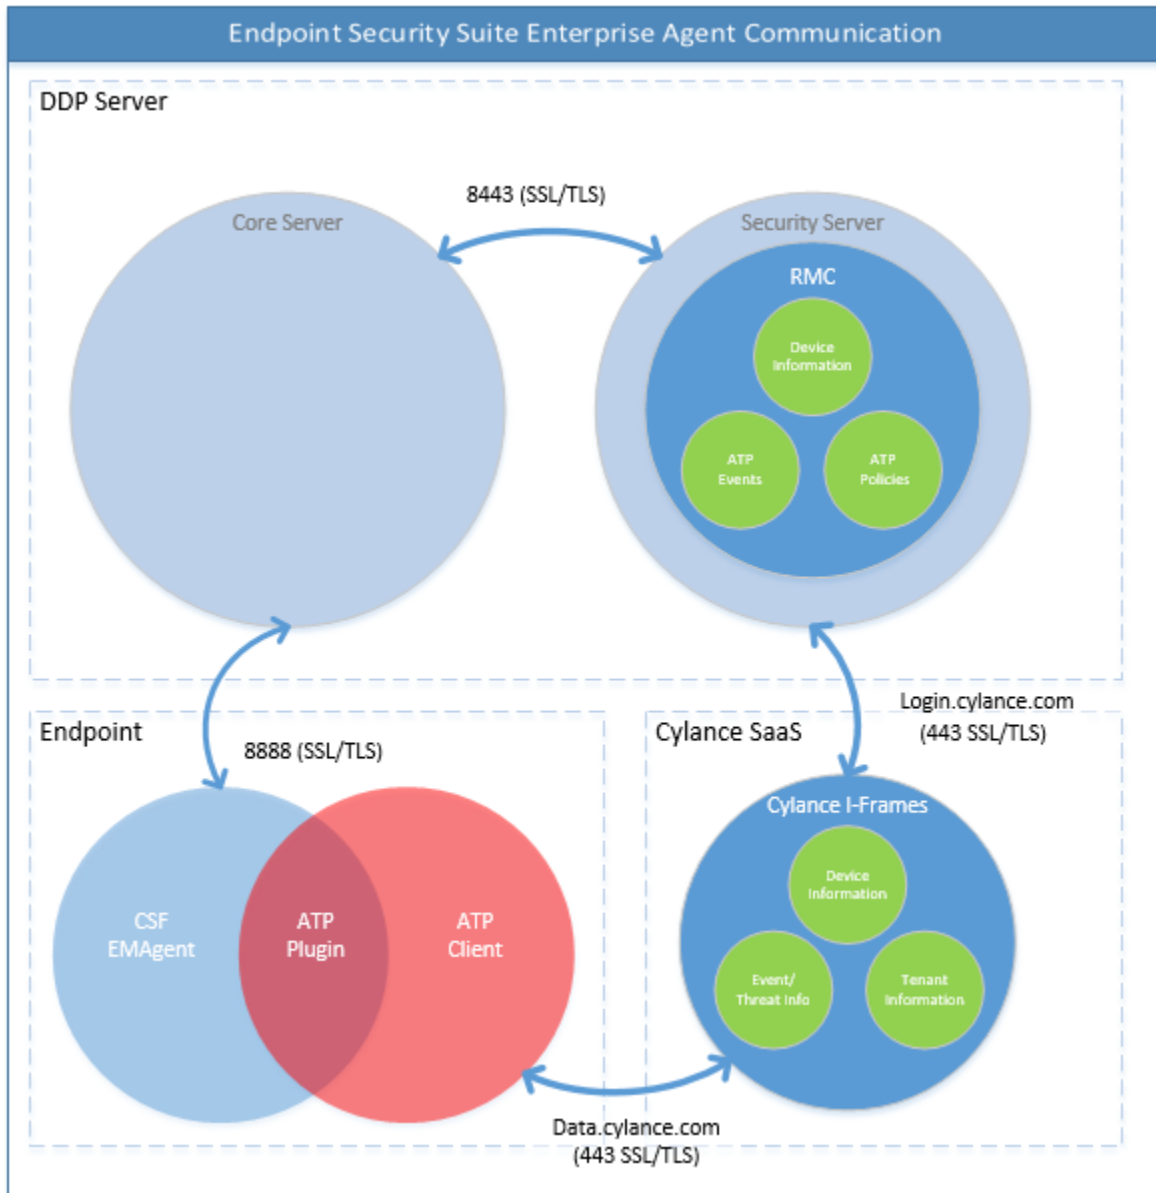 Endpoint Security Suite Enterprise Agent Communication
DDP Server
8443 (SSL/TLS)
Core Server
Security Server
RMC
Device
Information
ATP
Events
ATP
Policies
Login.cylance.com
(443 SSL/TLS)
Endpoint
8888 (SSL/TLS)
Cylance SaaS
CSF
EMAgent
ATP
Plugin
ATP
Client
Cylance I-Frames
Device
Information
Event/
Threat Info
Tenant
Information
Data.cylance.com
(443 SSL/TLS)